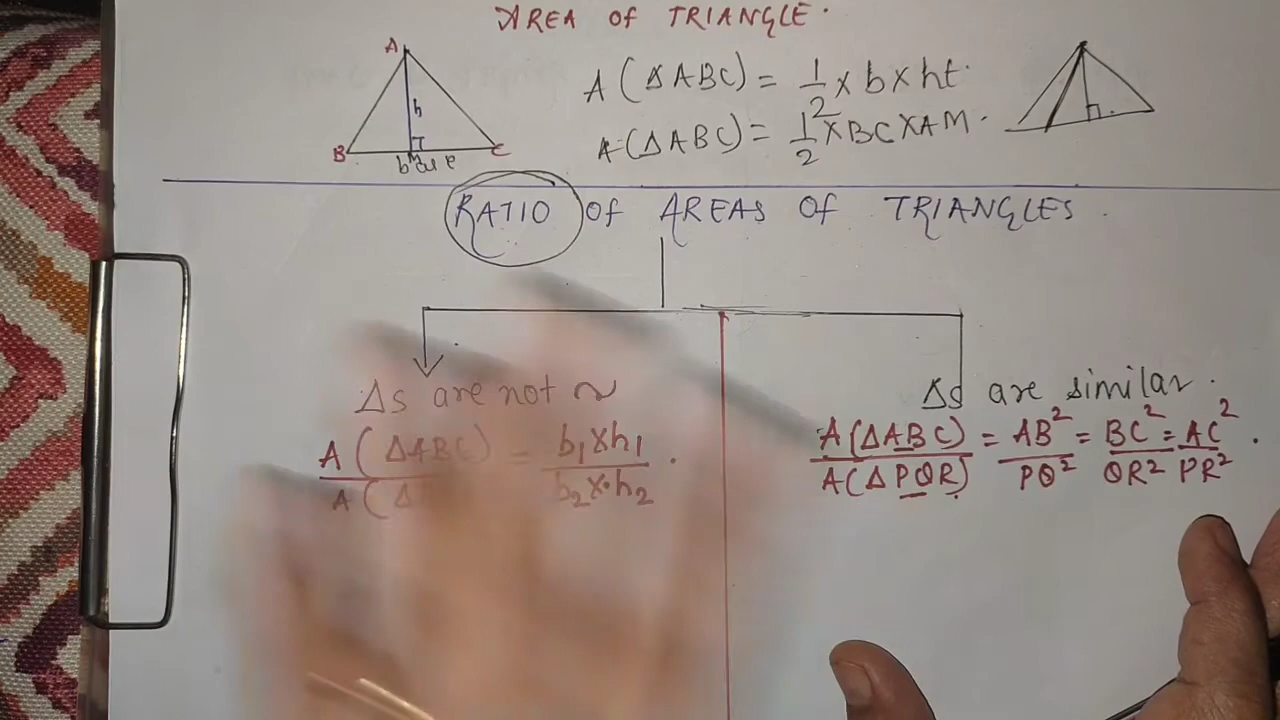 AREA OF TRIANGLE.
A
h
B
C
A (ΔABC) = 1/2 × b × ht.
A (ΔABC) = 1/2 × BC × AM.
RATIO OF AREAS OF TRIANGLES.
Δs are not ~
A (ΔABC) / A (Δ = b₁×h₁ / b₂×h₂ .
Δs are similar.
A(ΔABC) / A(ΔPQR) = AB² / PQ² = BC² / QR² = AC² / PR² .